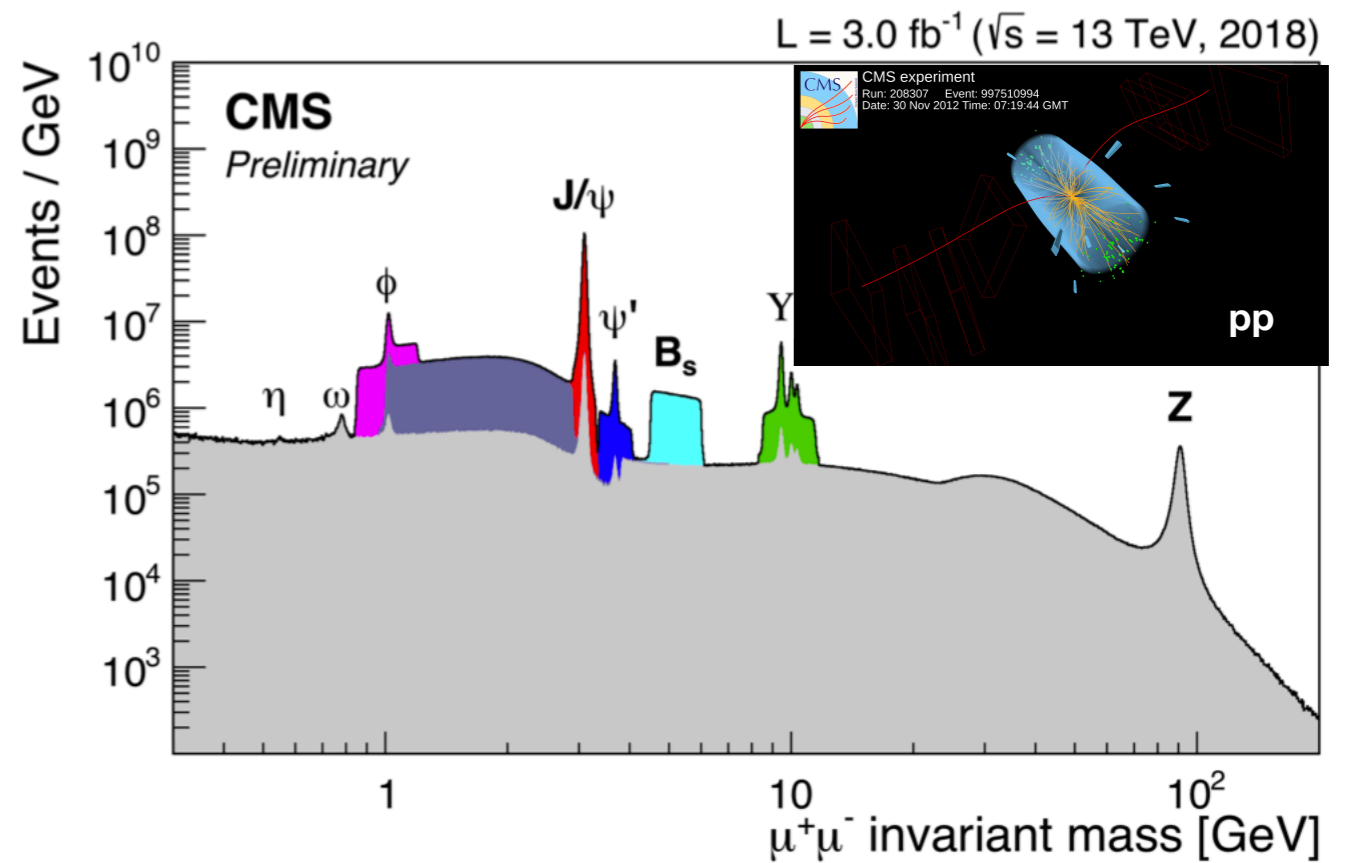 L = 3.0 fb⁻¹ (√s = 13 TeV, 2018)
CMS
Preliminary
CMS
CMS experiment
Run: 208307 Event: 997510994
Date: 30 Nov 2012 Time: 07:19:44 GMT
pp
Events / GeV
10¹⁰
10⁹
10⁸
10⁷
10⁶
10⁵
10⁴
10³
η
ω
ϕ
J/ψ
ψ'
Bₛ
Υ
Z
1
10
10²
μ⁺μ⁻ invariant mass [GeV]